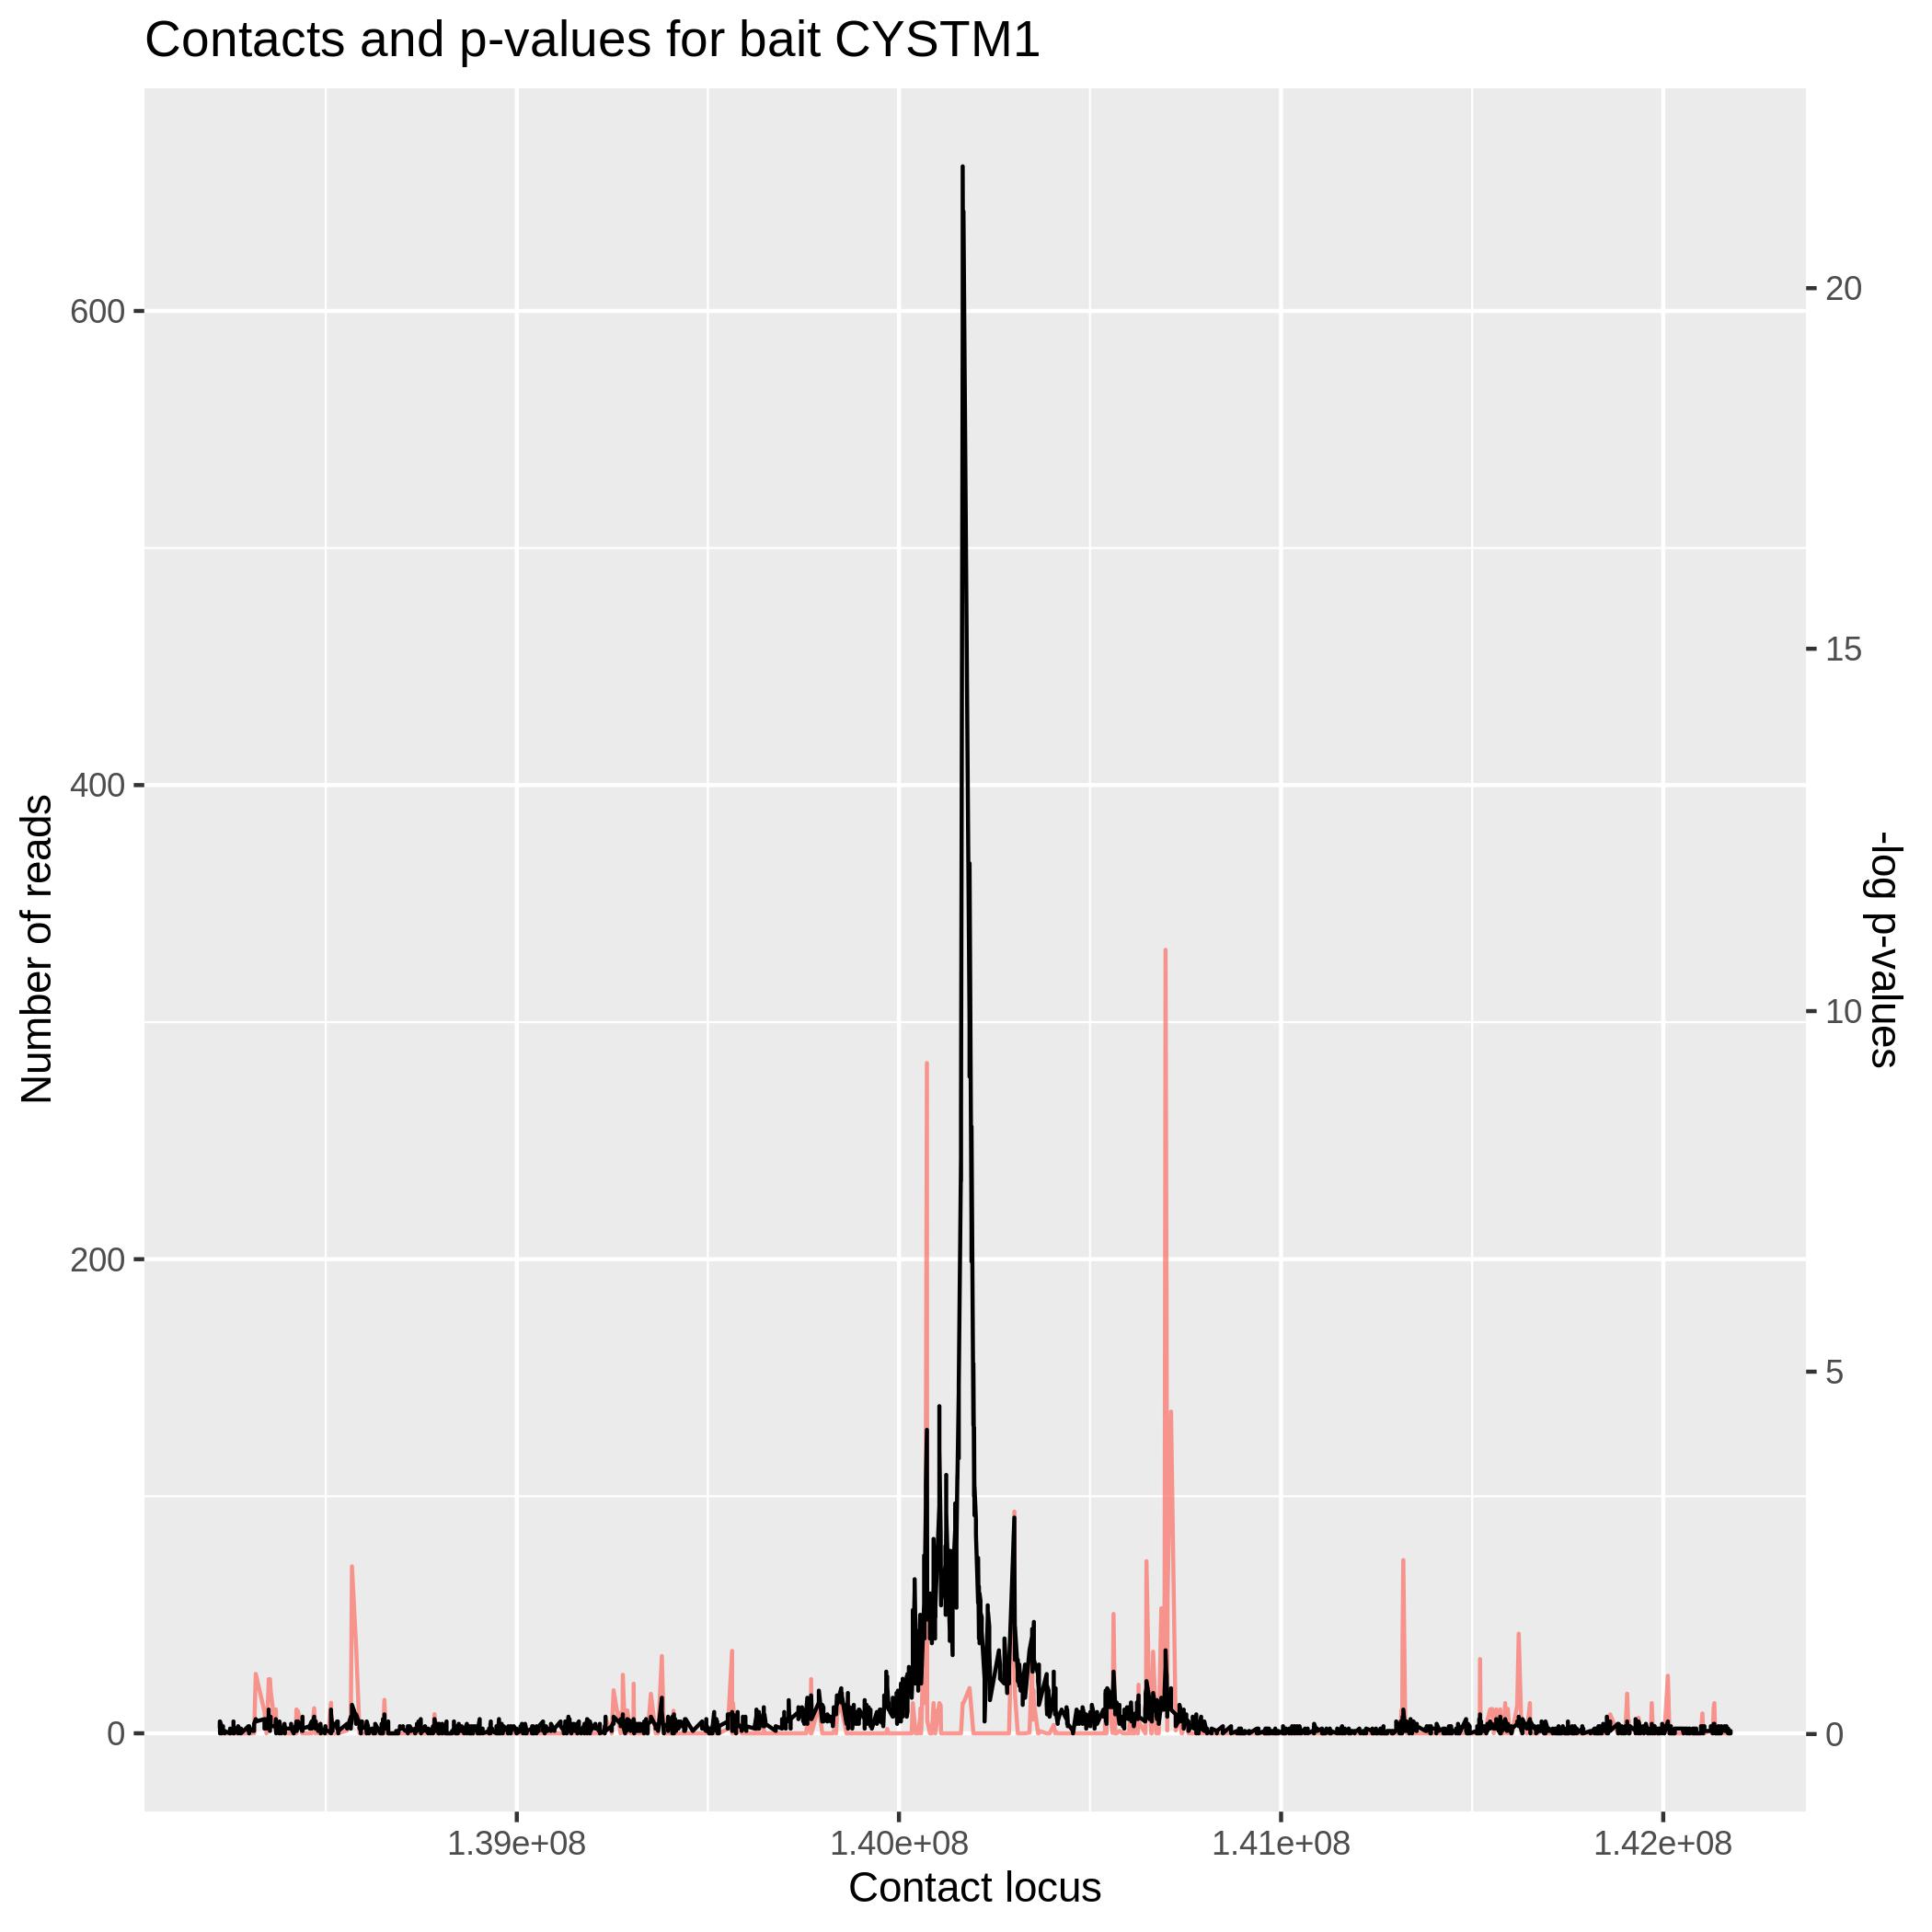 Contacts and p-values for bait CYSTM1
Number of reads
600
400
200
0
20
15
10
5
0
-log p-values
1.39e+08
1.40e+08
1.41e+08
1.42e+08
Contact locus